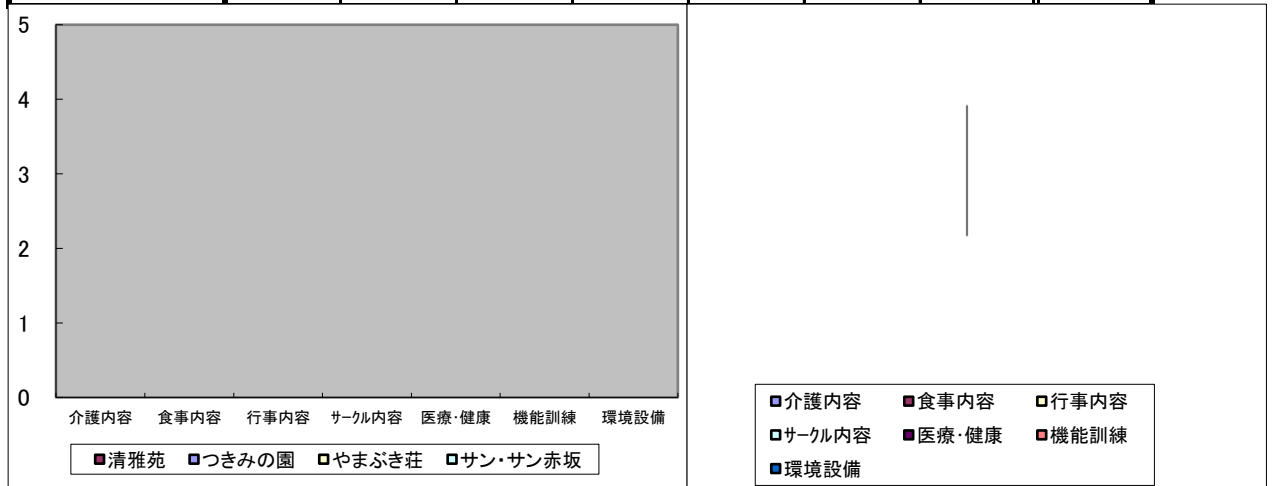 5
4
3
2
1
0
介護内容 食事内容 行事内容 ｻｰｸﾙ内容 医療・健康 機能訓練 環境設備
清雅苑 つきみの園 やまぶき荘 サン・サン赤坂
介護内容 食事内容 行事内容
ｻｰｸﾙ内容 医療・健康 機能訓練
環境設備